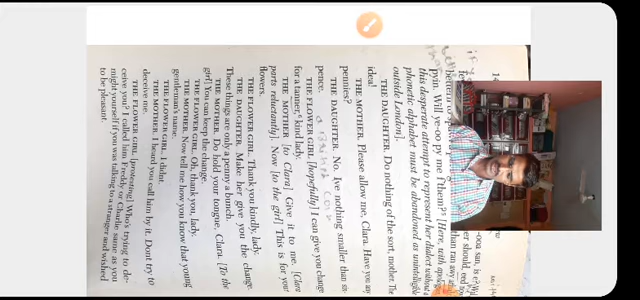 pyin. Will ye-oo py me f'them? [Here, with apologies,
this desperate attempt to represent her dialect without a
phonetic alphabet must be abandoned as unintelligible
outside London].
THE DAUGHTER. Do nothing of the sort, mother. The
idea!
THE MOTHER. Please allow me, Clara. Have you any
pennies?
THE DAUGHTER. No. Ive nothing smaller than six-
pence.
THE FLOWER GIRL [hopefully] I can give you change
for a tanner, kind lady.
THE MOTHER [to Clara] Give it to me. [Clara
parts reluctantly]. Now [to the girl] This is for your
flowers.
THE FLOWER GIRL. Thank you kindly, lady.
THE DAUGHTER. Make her give you the change.
These things are only a penny a bunch.
THE MOTHER. Do hold your tongue, Clara. [To the
girl] You can keep the change.
THE FLOWER GIRL. Oh, thank you, lady.
THE MOTHER. Now tell me how you know that young
gentleman's name.
THE FLOWER GIRL. I didnt.
THE MOTHER. I heard you call him by it. Dont try to
deceive me.
THE FLOWER GIRL [protesting] Who's trying to de-
ceive you? I called him Freddy or Charlie same as you
might yourself if you was talking to a stranger and wished
to be pleasant.